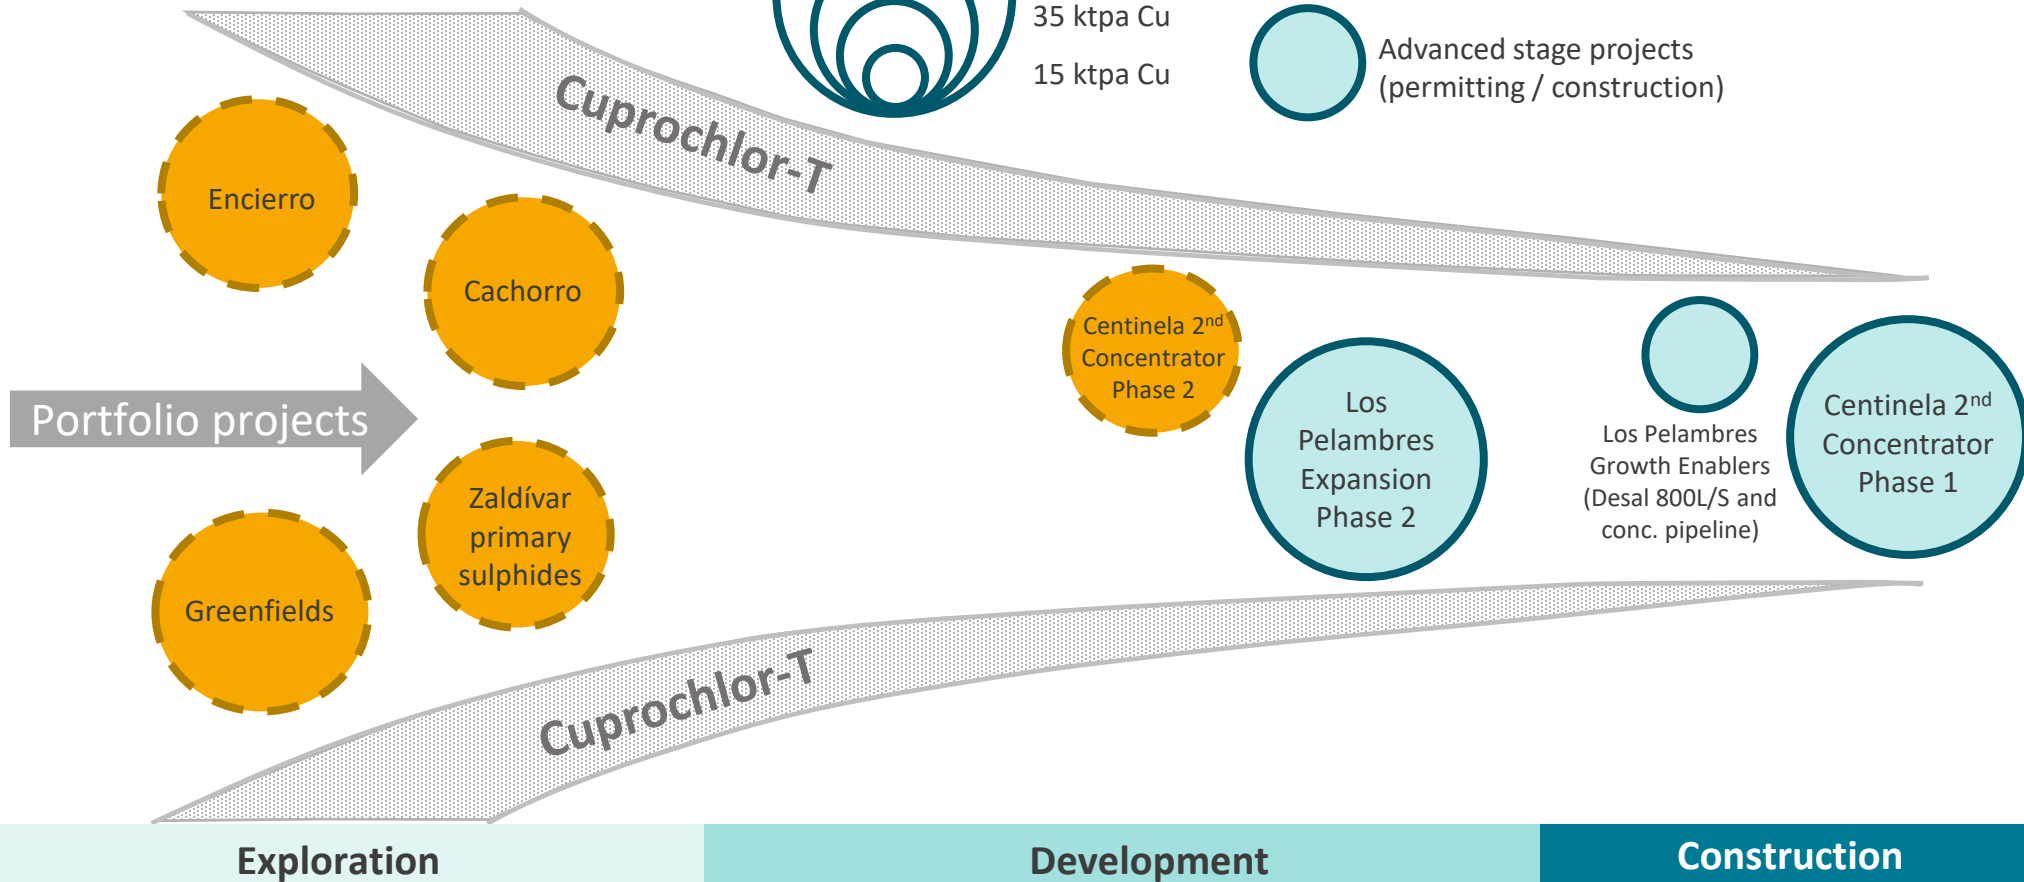 35 ktpa Cu
15 ktpa Cu
Advanced stage projects
(permitting / construction)
Cuprochlor-T
Encierro
Cachorro
Portfolio projects
Zaldívar
primary
sulphides
Greenfields
Centinela 2nd
Concentrator
Phase 2
Los
Pelambres
Expansion
Phase 2
Los Pelambres
Growth Enablers
(Desal 800L/S and
conc. pipeline)
Centinela 2nd
Concentrator
Phase 1
Cuprochlor-T
Exploration
Development
Construction